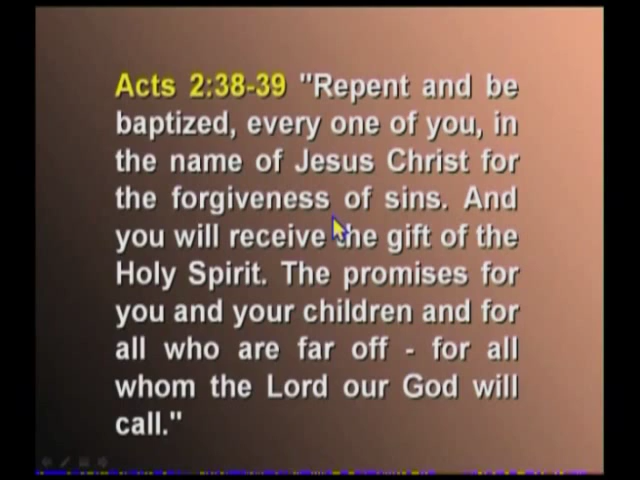 Acts 2:38-39 "Repent and be
baptized, every one of you, in
the name of Jesus Christ for
the forgiveness of sins. And
you will receive the gift of the
Holy Spirit. The promises for
you and your children and for
all who are far off - for all
whom the Lord our God will
call."